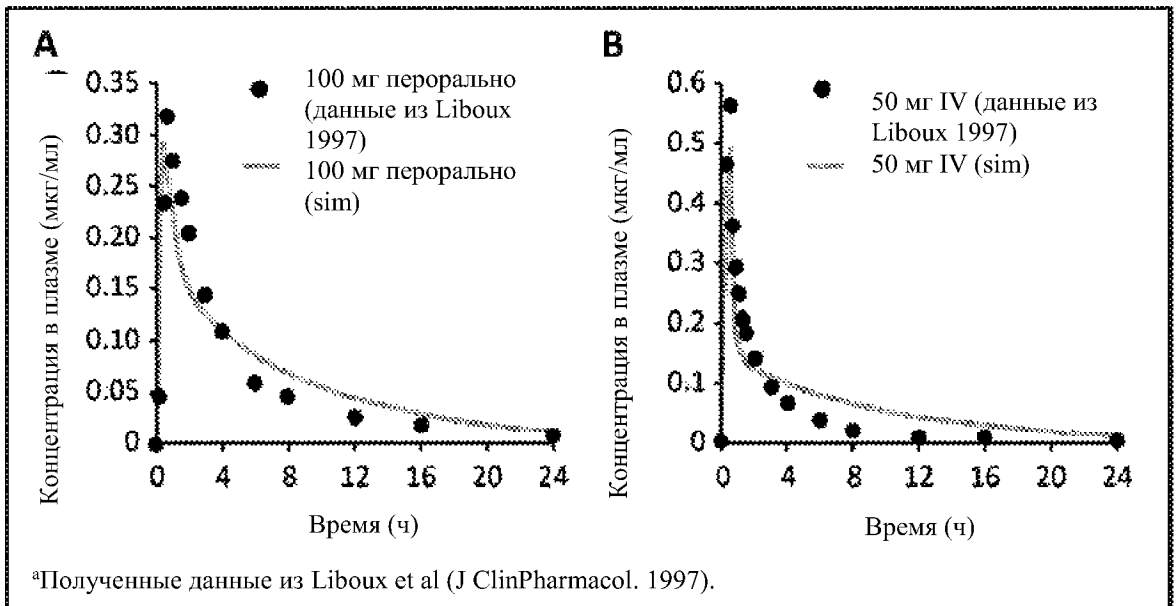 A
Концентрация в плазме (мкг/мл)
0.35
0.30
0.25
0.20
0.15
0.10
0.05
0
0 4 8 12 16 20 24
Время (ч)
100 мг перорально
(данные из Liboux
1997)
100 мг перорально
(sim)
B
Концентрация в плазме (мкг/мл)
0.6
0.5
0.4
0.3
0.2
0.1
0
0 4 8 12 16 20 24
Время (ч)
50 мг IV (данные из
Liboux 1997)
50 мг IV (sim)
ᵃПолученные данные из Liboux et al (J ClinPharmacol. 1997).